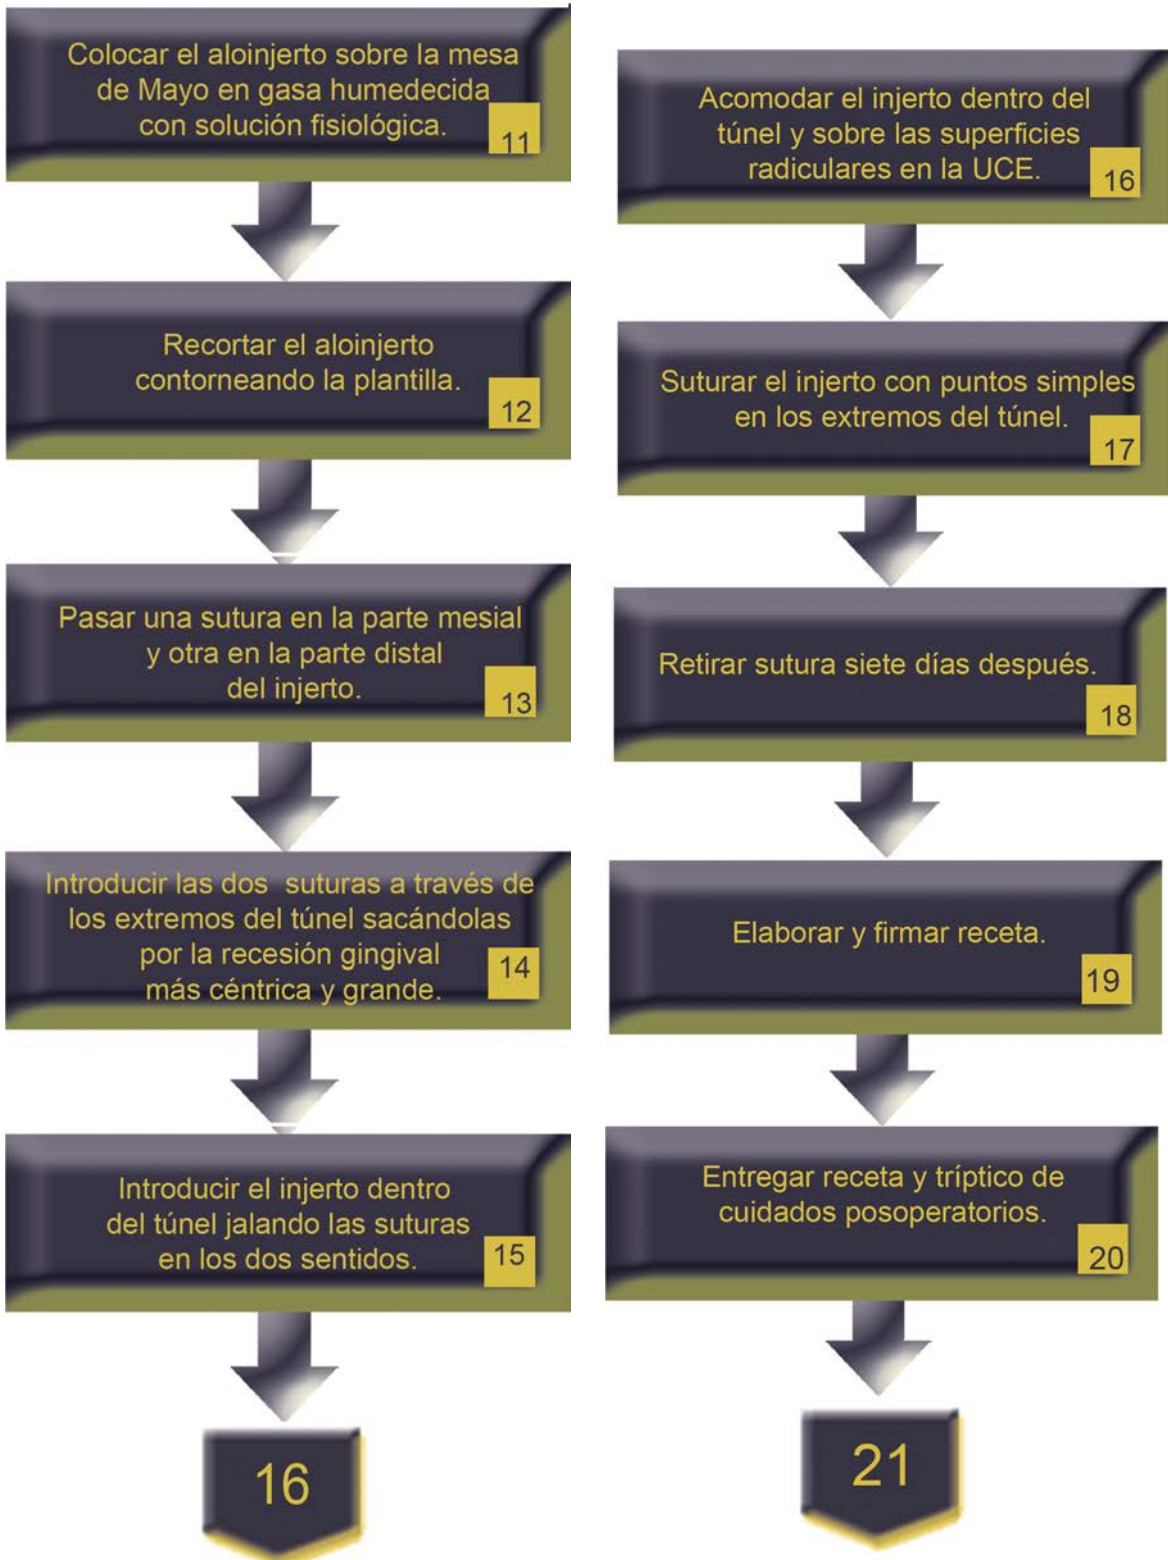 Colocar el aloinjerto sobre la mesa
de Mayo en gasa humedecida
con solución fisiológica.
11
Recortar el aloinjerto
contorneando la plantilla.
12
Pasar una sutura en la parte mesial
y otra en la parte distal
del injerto.
13
Introducir las dos suturas a través de
los extremos del túnel sacándolas
por la recesión gingival
más céntrica y grande.
14
Introducir el injerto dentro
del túnel jalando las suturas
en los dos sentidos.
15
16
Acomodar el injerto dentro del
túnel y sobre las superficies
radiculares en la UCE.
16
Suturar el injerto con puntos simples
en los extremos del túnel.
17
Retirar sutura siete días después.
18
Elaborar y firmar receta.
19
Entregar receta y tríptico de
cuidados posoperatorios.
20
21